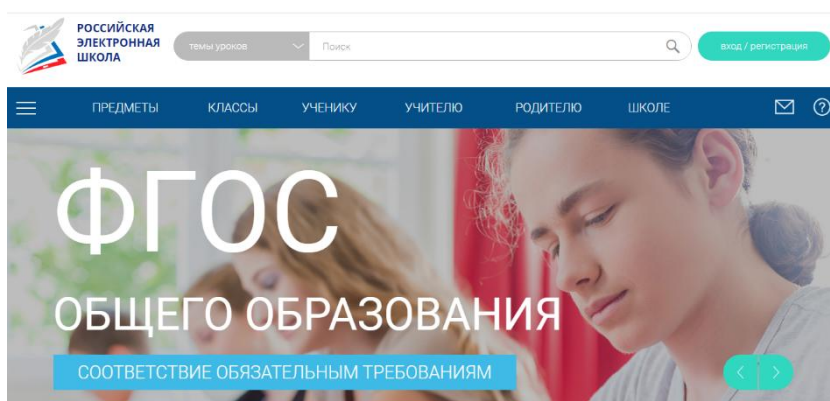 РОССИЙСКАЯ
ЭЛЕКТРОННАЯ
ШКОЛА
темы уроков
Поиск
вход / регистрация
ПРЕДМЕТЫ КЛАССЫ УЧЕНИКУ УЧИТЕЛЮ РОДИТЕЛЮ ШКОЛЕ
ФГОС
ОБЩЕГО ОБРАЗОВАНИЯ
СООТВЕТСТВИЕ ОБЯЗАТЕЛЬНЫМ ТРЕБОВАНИЯМ